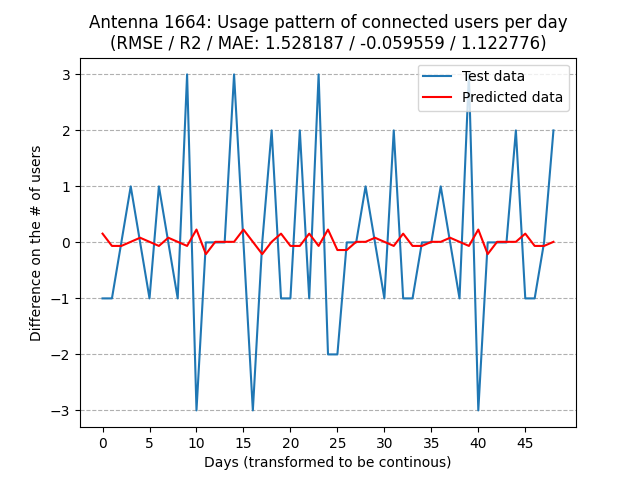 Antenna 1664: Usage pattern of connected users per day
(RMSE / R2 / MAE: 1.528187 / -0.059559 / 1.122776)
Test data
Predicted data
Difference on the # of users
3
2
1
0
−1
−2
−3
0 5 10 15 20 25 30 35 40 45
Days (transformed to be continous)